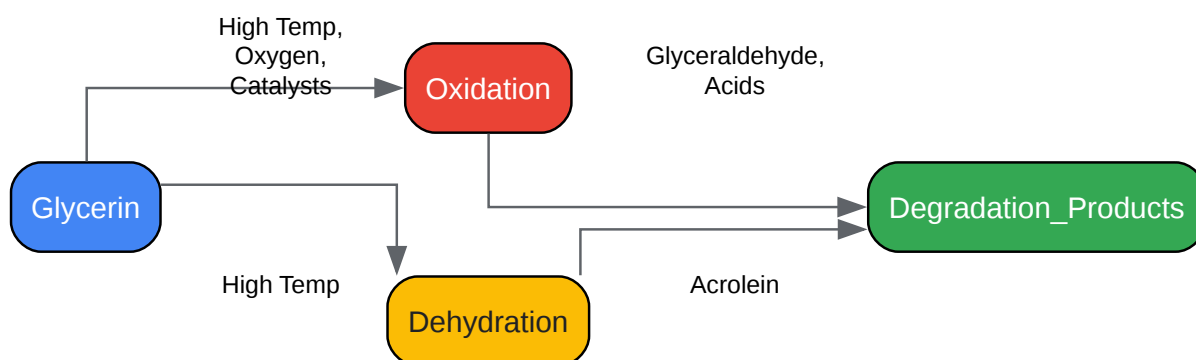 High Temp,
Oxygen,
Catalysts
Oxidation
Glyceraldehyde,
Acids
Glycerin
Degradation_Products
High Temp
Acrolein
Dehydration